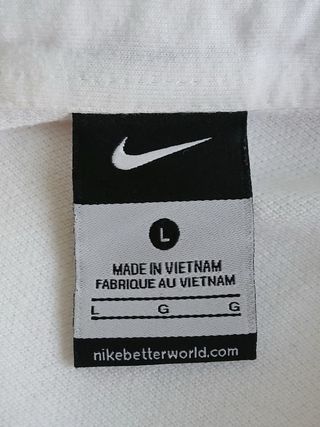 L
MADE IN VIETNAM
FABRIQUE AU VIETNAM
L G G
nikebetterworld.com